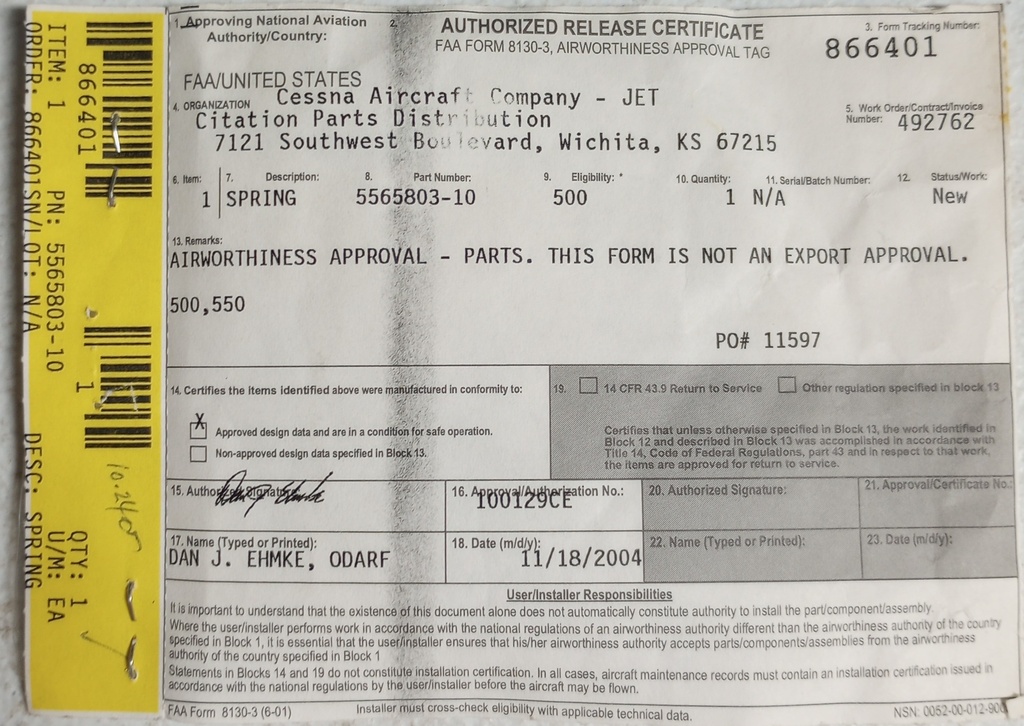 1. Approving National Aviation
Authority/Country:
2.
AUTHORIZED RELEASE CERTIFICATE
FAA FORM 8130-3, AIRWORTHINESS APPROVAL TAG
3. Form Tracking Number:
866401
FAA/UNITED STATES
4. ORGANIZATION Cessna Aircraft Company - JET
Citation Parts Distribution
7121 Southwest Boulevard, Wichita, KS 67215
5. Work Order/Contract/Invoice
Number: 492762
6. Item: 7. Description: 8. Part Number: 9. Eligibility: * 10. Quantity: 11. Serial/Batch Number: 12. Status/Work:
1 SPRING 5565803-10 500 1 N/A New
13. Remarks:
AIRWORTHINESS APPROVAL - PARTS. THIS FORM IS NOT AN EXPORT APPROVAL.
500,550
PO# 11597
14. Certifies the items identified above were manufactured in conformity to:
X Approved design data and are in a condition for safe operation.
Non-approved design data specified in Block 13.
19. 14 CFR 43.9 Return to Service Other regulation specified in block 13
Certifies that unless otherwise specified in Block 13, the work identified in
Block 12 and described in Block 13 was accomplished in accordance with
Title 14, Code of Federal Regulations, part 43 and in respect to that work,
the items are approved for return to service.
15. Authorized Signature:
16. Approval/Authorization No.:
100129CE
20. Authorized Signature:
21. Approval/Certificate No.:
17. Name (Typed or Printed):
DAN J. EHMKE, ODARF
18. Date (m/d/y):
11/18/2004
22. Name (Typed or Printed):
23. Date (m/d/y):
User/Installer Responsibilities
It is important to understand that the existence of this document alone does not automatically constitute authority to install the part/component/assembly.
Where the user/installer performs work in accordance with the national regulations of an airworthiness authority different than the airworthiness authority of the country
specified in Block 1, it is essential that the user/installer ensures that his/her airworthiness authority accepts parts/components/assemblies from the airworthiness
authority of the country specified in Block 1
Statements in Blocks 14 and 19 do not constitute installation certification. In all cases, aircraft maintenance records must contain an installation certification issued in
accordance with the national regulations by the user/installer before the aircraft may be flown.
FAA Form 8130-3 (6-01)
Installer must cross-check eligibility with applicable technical data.
NSN: 0052-00-012-900
866401
1
10.240
ITEM: 1 PN: 5565803-10 QTY: 1
U/M: EA
ORDER: 866401 SN/LOT: N/A DESC: SPRING